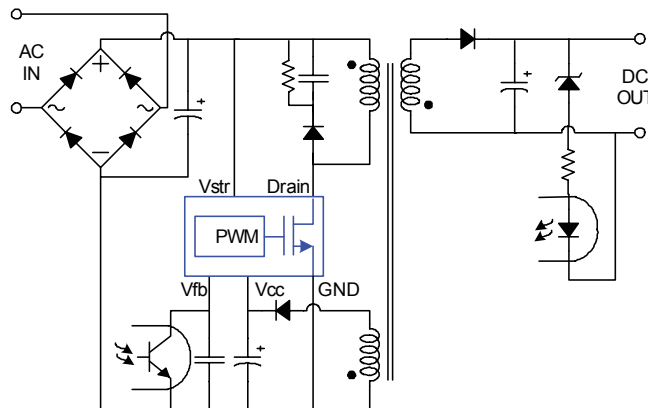 AC
IN
+
~
~
−
+
+
DC
OUT
Vstr
Drain
PWM
Vfb
Vcc
GND
+